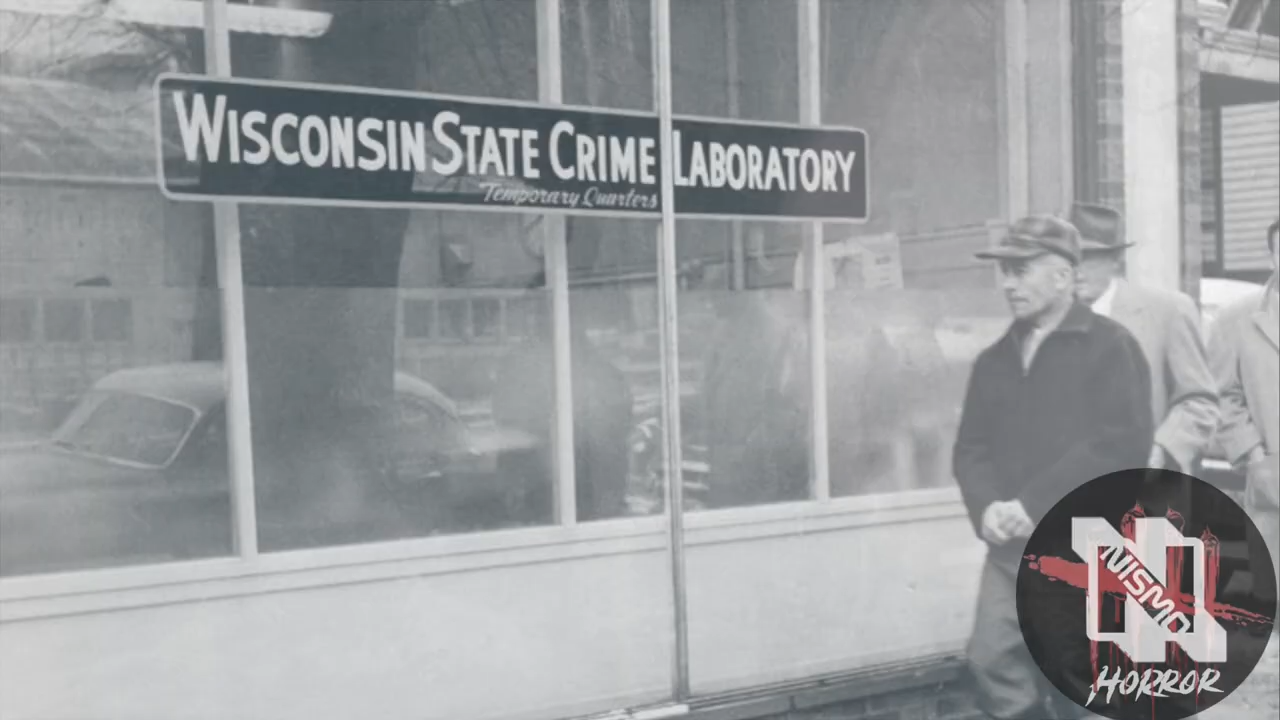 WISCONSIN STATE CRIME LABORATORY
Temporary Quarters
N
NISMO
HORROR